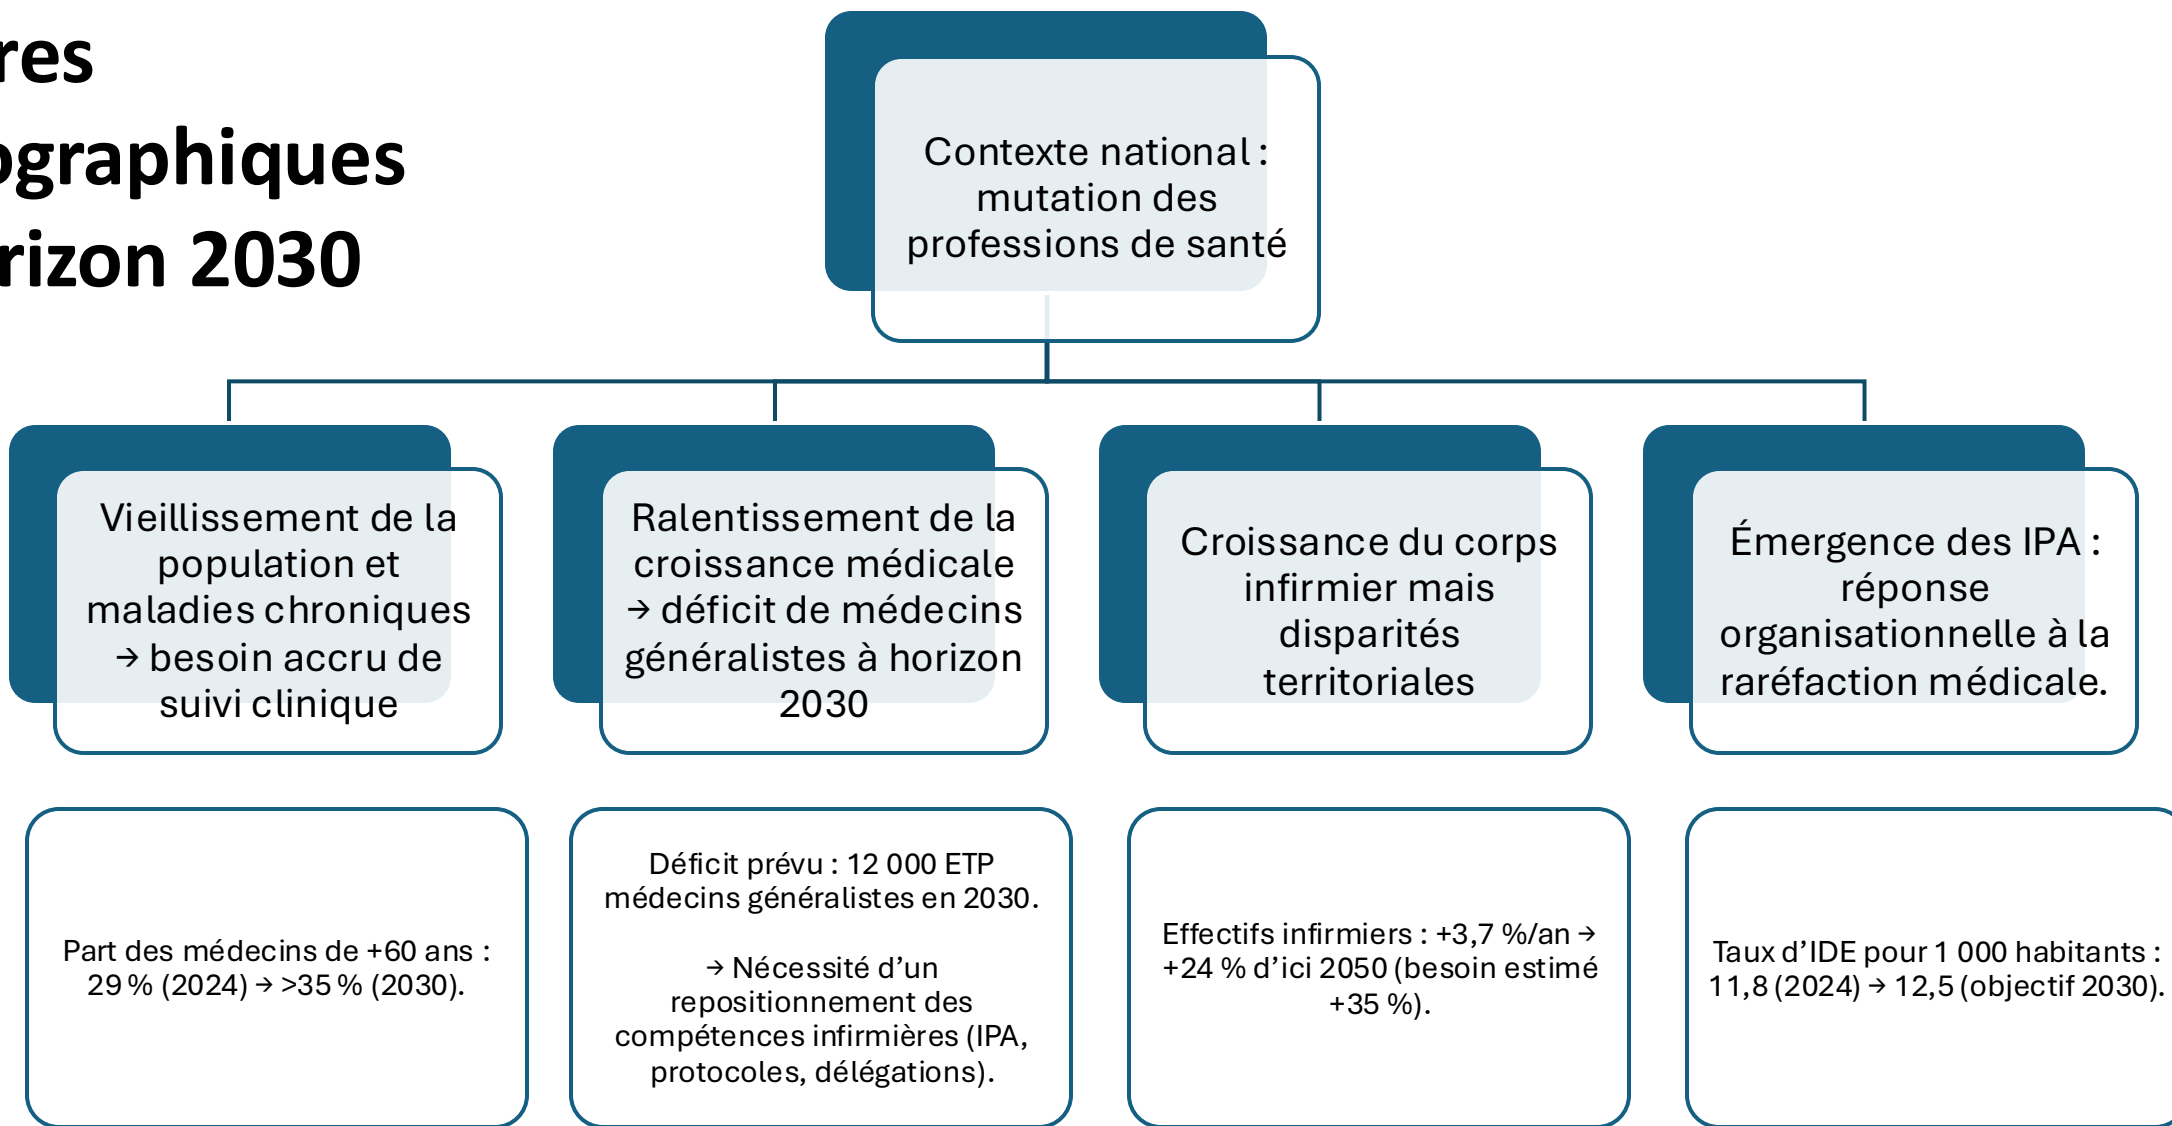 res
ographiques
rizon 2030
Contexte national :
mutation des
professions de santé
Vieillissement de la
population et
maladies chroniques
→ besoin accru de
suivi clinique
Ralentissement de la
croissance médicale
→ déficit de médecins
généralistes à horizon
2030
Croissance du corps
infirmier mais
disparités
territoriales
Émergence des IPA :
réponse
organisationnelle à la
raréfaction médicale.
Part des médecins de +60 ans :
29 % (2024) → >35 % (2030).
Déficit prévu : 12 000 ETP
médecins généralistes en 2030.
→ Nécessité d’un
repositionnement des
compétences infirmières (IPA,
protocoles, délégations).
Effectifs infirmiers : +3,7 %/an →
+24 % d’ici 2050 (besoin estimé
+35 %).
Taux d’IDE pour 1 000 habitants :
11,8 (2024) → 12,5 (objectif 2030).